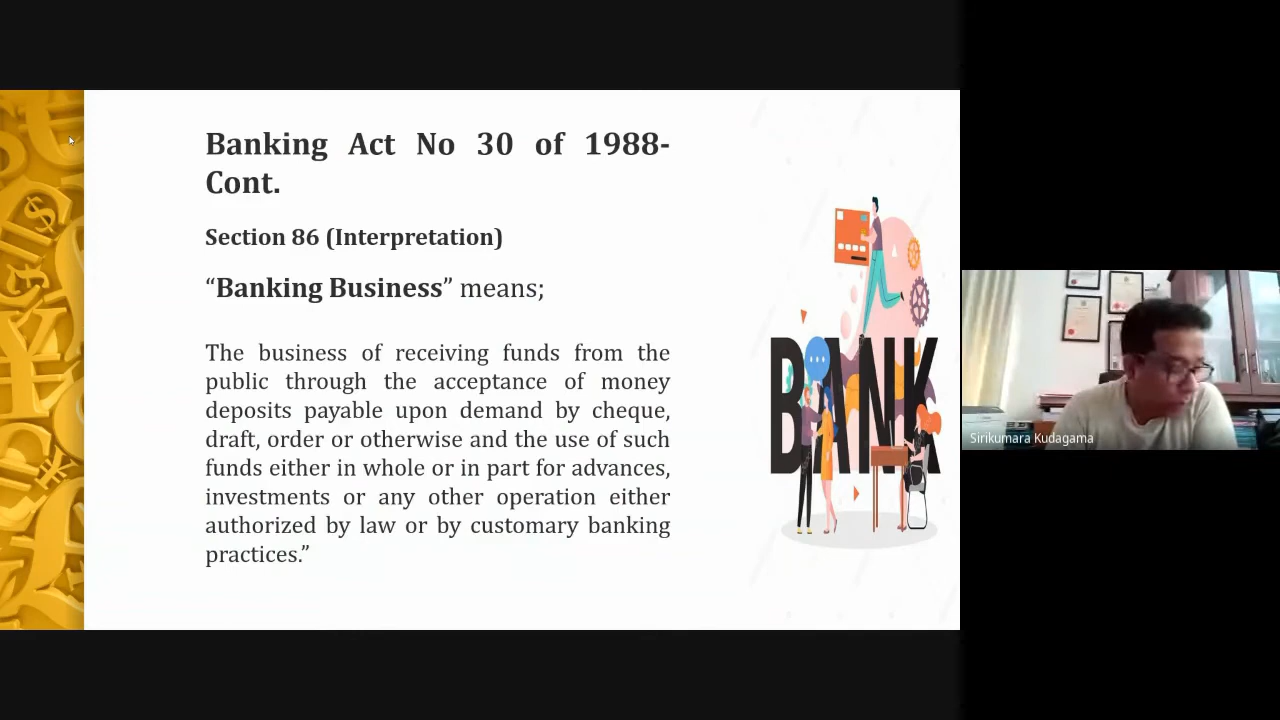 Banking Act No 30 of 1988-
Cont.
Section 86 (Interpretation)
“Banking Business” means;
The business of receiving funds from the
public through the acceptance of money
deposits payable upon demand by cheque,
draft, order or otherwise and the use of such
funds either in whole or in part for advances,
investments or any other operation either
authorized by law or by customary banking
practices.”
BANK
Sirikumara Kudagama